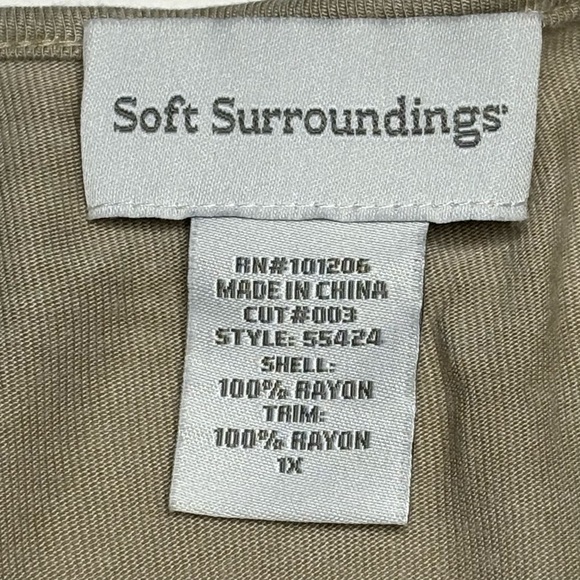 Soft Surroundings
RN#101206
MADE IN CHINA
CUT#003
STYLE: 55424
SHELL:
100% RAYON
TRIM:
100% RAYON
1X